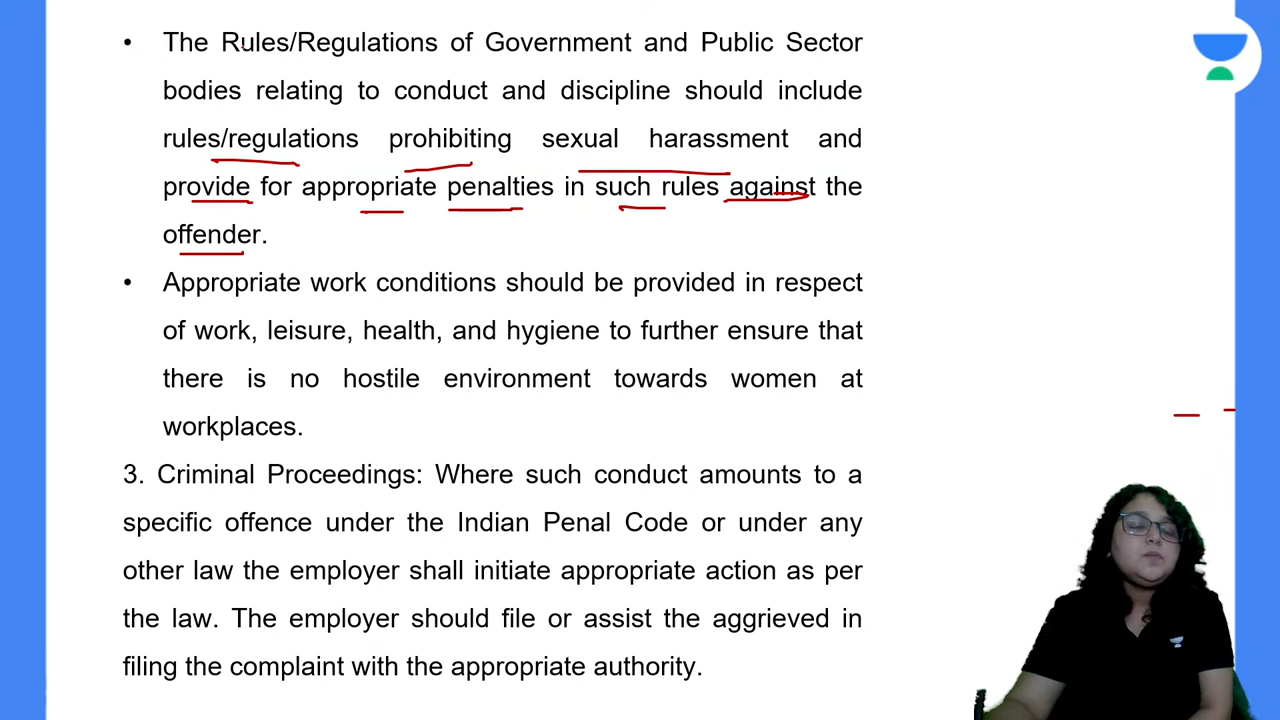 • The Rules/Regulations of Government and Public Sector
bodies relating to conduct and discipline should include
rules/regulations prohibiting sexual harassment and
provide for appropriate penalties in such rules against the
offender.
• Appropriate work conditions should be provided in respect
of work, leisure, health, and hygiene to further ensure that
there is no hostile environment towards women at
workplaces.
3. Criminal Proceedings: Where such conduct amounts to a
specific offence under the Indian Penal Code or under any
other law the employer shall initiate appropriate action as per
the law. The employer should file or assist the aggrieved in
filing the complaint with the appropriate authority.